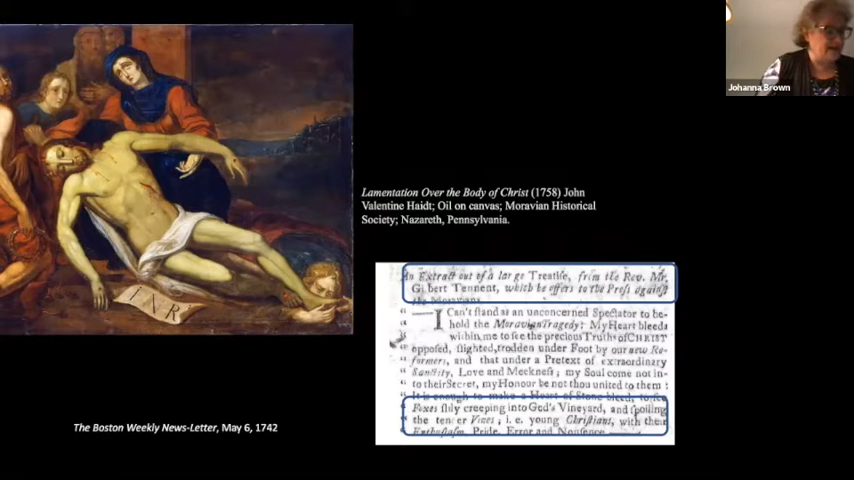 Johanna Brown
INRI
Lamentation Over the Body of Christ (1758) John
Valentine Haidt; Oil on canvas; Moravian Historical
Society; Nazareth, Pennsylvania.
An Extract out of a large Treatise, from the Rev. Mr.
Gilbert Tennent, which he offers to the Press against
the Moravians
I Can't stand as an unconcerned Spectator to be-
hold the Moravian Tragedy: My Heart bleeds
within me to see the precious Truth of CHRIST
opposed, slighted, trodden under Foot by our new Re-
formers, and that under a Pretext of extraordinary
Sanctity, Love and Meekness; my Soul come not in-
to their Secret, my Honour be not thou united to them:
It is enough to make a Heart of Stone bleed, to see
Foxes slily creeping into God's Vineyard, and spoiling
the tender Vines; i. e. young Christians, with their
Enthusiasm, Pride, Error and Nonsence
The Boston Weekly News-Letter, May 6, 1742